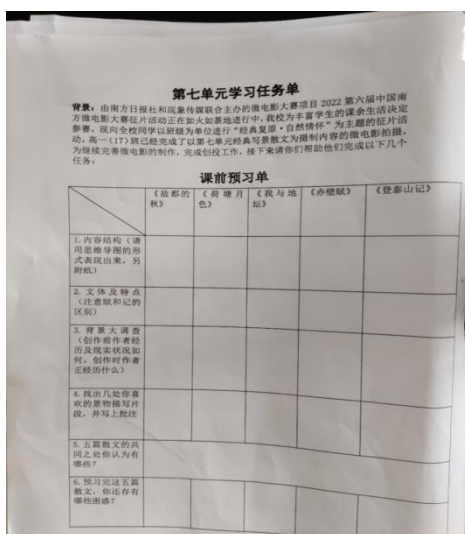 第七单元学习任务单
背景：由南方日报社和现象传媒联合主办的微电影大赛项目 2022 第六届中国南
方微电影大赛征片活动正在如火如荼地进行中，我校为丰富学生的课余生活决定
参赛，现向全校同学以班级为单位进行“经典复原·自然情怀”为主题的征片活
动，高一(17)班已经完成了以第七单元经典写景散文为摄制内容的微电影拍摄，
为继续完善微电影的制作，完成创投工作，接下来请你们帮助他们完成以下几个
任务：
课前预习单
《故都的
秋》
《荷塘月
色》
《我与地
坛》
《赤壁赋》
《登泰山记》
1.内容结构（请
用思维导图的形
式表现出来，另
附纸）
2.文体及特点
（注意赋和记的
区别）
3.背景大调查
（创作前作者经
历及现实状况如
何，创作时作者
正经历什么）
4.找出几处你喜
欢的景物描写片
段，并写上批注
5.五篇散文的共
同之处你认为有
哪些？
6.预习完这五篇
散文，你还存有
哪些困惑？